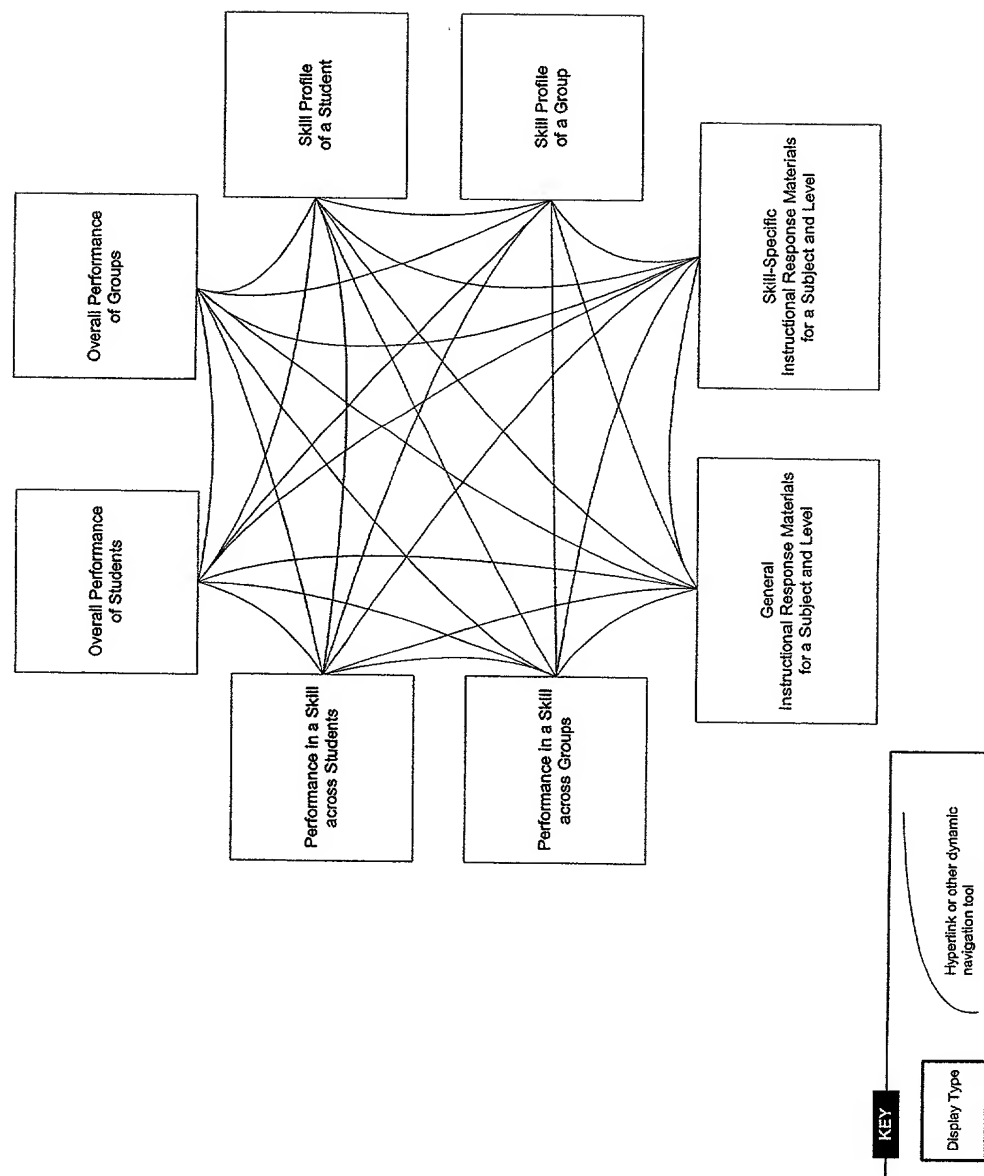 Overall Performance
of Students
Overall Performance
of Groups
Performance in a Skill
across Students
Skill Profile
of a Student
Performance in a Skill
across Groups
Skill Profile
of a Group
General
Instructional Response Materials
for a Subject and Level
Skill-Specific
Instructional Response Materials
for a Subject and Level
KEY
Display Type
Hyperlink or other dynamic
navigation tool